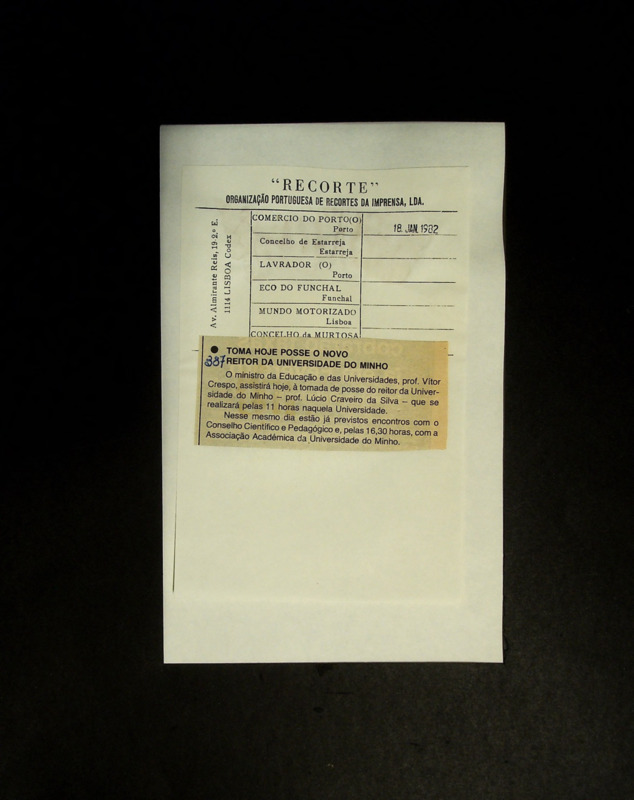 "RECORTE"
ORGANIZAÇÃO PORTUGUESA DE RECORTES DA IMPRENSA, LDA.
Av. Almirante Reis, 19-2.º E.
1114 LISBOA Codex
COMERCIO DO PORTO(O)
Porto
18. JAN. 1982
Concelho de Estarreja
Estarreja
LAVRADOR (O)
Porto
ECO DO FUNCHAL
Funchal
MUNDO MOTORIZADO
Lisboa
CONCELHO da MURTOSA
● TOMA HOJE POSSE O NOVO
337 REITOR DA UNIVERSIDADE DO MINHO
O ministro da Educação e das Universidades, prof. Vítor
Crespo, assistirá hoje, à tomada de posse do reitor da Univer-
sidade do Minho – prof. Lúcio Craveiro da Silva – que se
realizará pelas 11 horas naquela Universidade.
Nesse mesmo dia estão já previstos encontros com o
Conselho Científico e Pedagógico e, pelas 16,30 horas, com a
Associação Académica da Universidade do Minho.